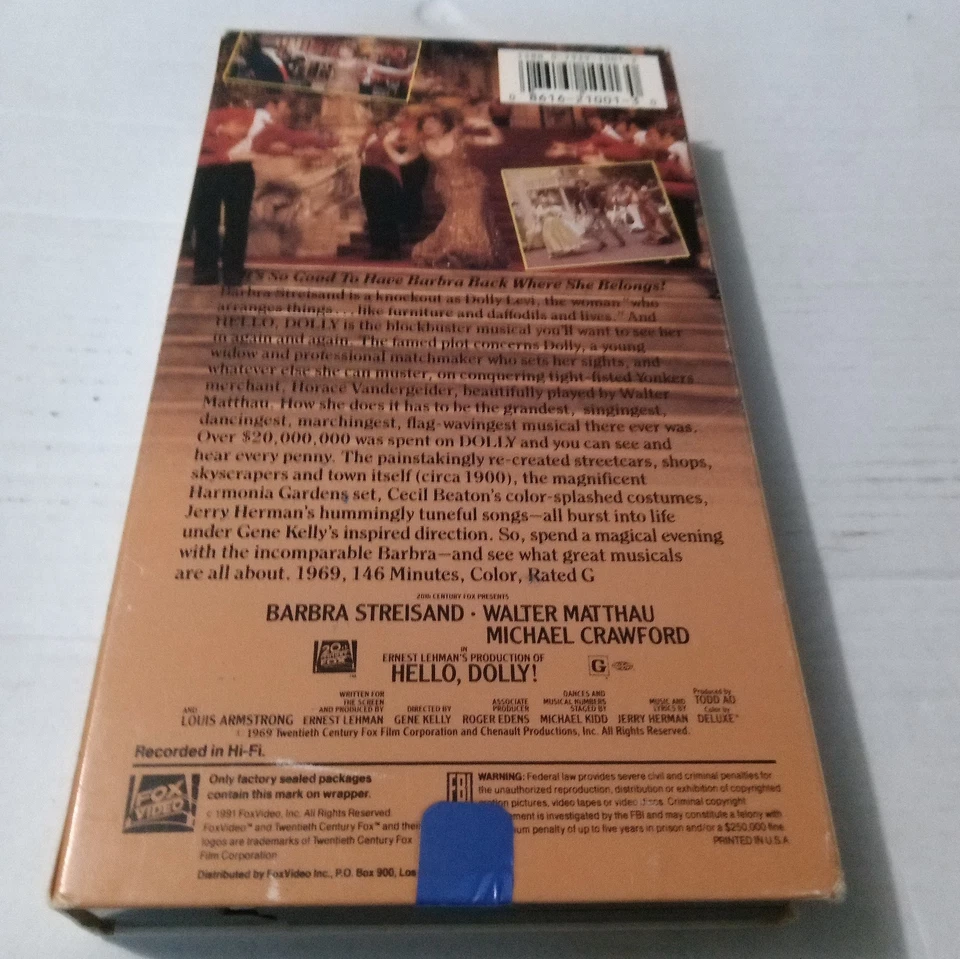 0 86162-1001-3 0
It's So Good To Have Barbra Back Where She Belongs!
Barbra Streisand is a knockout as Dolly Levi, the woman "who
arranges things... like furniture and daffodils and lives." And
HELLO, DOLLY is the blockbuster musical you'll want to see her
in again and again. The famed plot concerns Dolly, a young
widow and professional matchmaker who sets her sights, and
whatever else she can muster, on conquering tight-fisted Yonkers
merchant, Horace Vandergelder, beautifully played by Walter
Matthau. How she does it has to be the grandest, singingest,
dancingest, marchingest, flag-wavingest musical there ever was.
Over $20,000,000 was spent on DOLLY and you can see and
hear every penny. The painstakingly re-created streetcars, shops,
skyscrapers and town itself (circa 1900), the magnificent
Harmonia Gardens set, Cecil Beaton's color-splashed costumes,
Jerry Herman's hummingly tuneful songs—all burst into life
under Gene Kelly's inspired direction. So, spend a magical evening
with the incomparable Barbra—and see what great musicals
are all about. 1969, 146 Minutes, Color, Rated G
20th CENTURY FOX PRESENTS
BARBRA STREISAND · WALTER MATTHAU
MICHAEL CRAWFORD
IN
ERNEST LEHMAN'S PRODUCTION OF
HELLO, DOLLY!
20th CENTURY FOX
G
AND
LOUIS ARMSTRONG
WRITTEN FOR
THE SCREEN
AND PRODUCED BY
ERNEST LEHMAN
DIRECTED BY
GENE KELLY
ASSOCIATE
PRODUCER
ROGER EDENS
DANCES AND
MUSICAL NUMBERS
STAGED BY
MICHAEL KIDD
MUSIC AND
LYRICS BY
JERRY HERMAN
Produced by
TODD AO
Color by
DELUXE
© 1969 Twentieth Century Fox Film Corporation and Chenault Productions, Inc. All Rights Reserved.
Recorded in Hi-Fi.
FOX
VIDEO
Only factory sealed packages
contain this mark on wrapper.
© 1991 FoxVideo, Inc. All Rights Reserved.
FoxVideo™ and Twentieth Century Fox™ and their
logos are trademarks of Twentieth Century Fox
Film Corporation
Distributed by FoxVideo Inc., P.O. Box 900, Los
FBI
WARNING: Federal law provides severe civil and criminal penalties for
the unauthorized reproduction, distribution or exhibition of copyrighted
motion pictures, video tapes or video discs. Criminal copyright
ment is investigated by the FBI and may constitute a felony with
um penalty of up to five years in prison and/or a $250,000 fine.
PRINTED IN U.S.A.